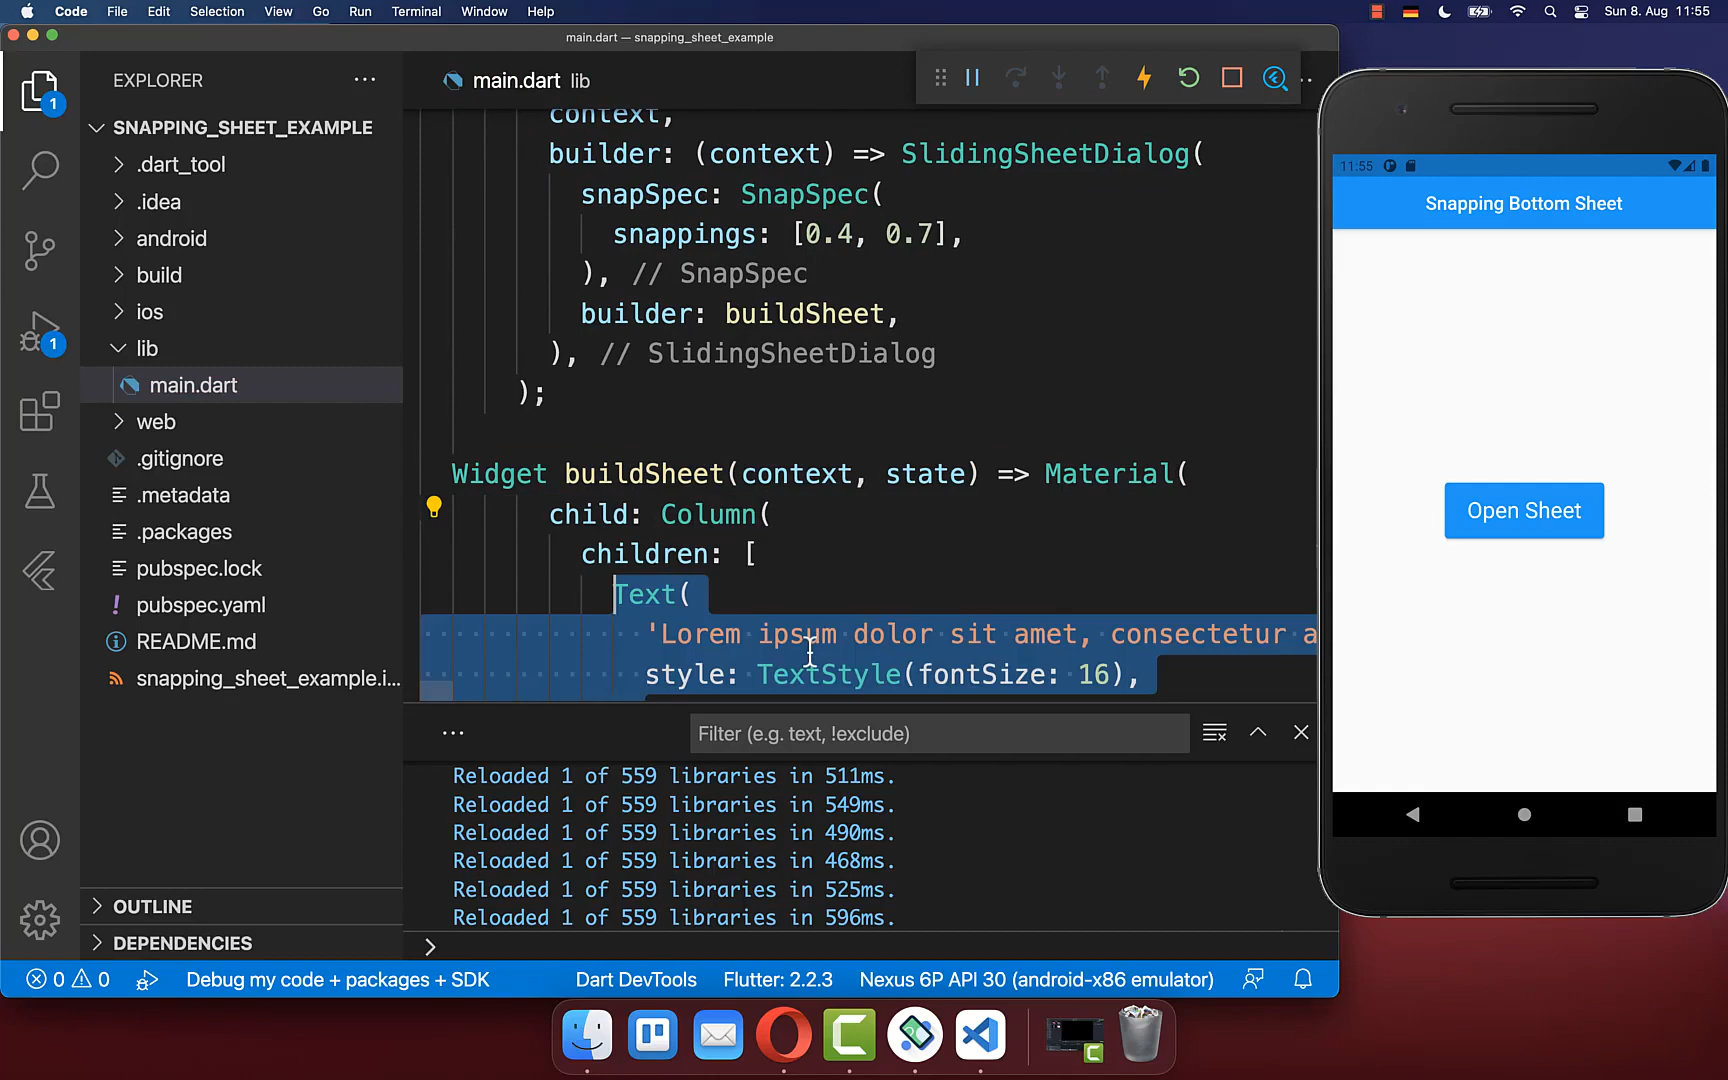 Code File Edit Selection View Go Run Terminal Window Help Sun 8. Aug 11:55
main.dart — snapping_sheet_example
EXPLORER
SNAPPING_SHEET_EXAMPLE
.dart_tool
.idea
android
build
ios
lib
main.dart
web
.gitignore
.metadata
.packages
pubspec.lock
pubspec.yaml
README.md
snapping_sheet_example.i...
OUTLINE
DEPENDENCIES
1
1
main.dart lib
context,
builder: (context) => SlidingSheetDialog(
snapSpec: SnapSpec(
snappings: [0.4, 0.7],
), // SnapSpec
builder: buildSheet,
), // SlidingSheetDialog
);
Widget buildSheet(context, state) => Material(
child: Column(
children: [
Text(
'Lorem ipsum dolor sit amet, consectetur a
style: TextStyle(fontSize: 16),
Filter (e.g. text, !exclude)
Reloaded 1 of 559 libraries in 511ms.
Reloaded 1 of 559 libraries in 549ms.
Reloaded 1 of 559 libraries in 490ms.
Reloaded 1 of 559 libraries in 468ms.
Reloaded 1 of 559 libraries in 525ms.
Reloaded 1 of 559 libraries in 596ms.
0 0 Debug my code + packages + SDK Dart DevTools Flutter: 2.2.3 Nexus 6P API 30 (android-x86 emulator)
11:55
Snapping Bottom Sheet
Open Sheet